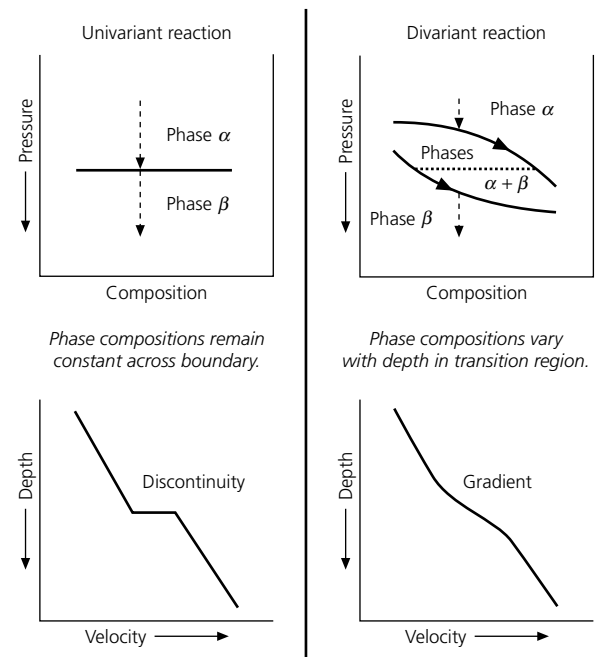 Univariant reaction
Pressure
Phase α
Phase β
Composition
Phase compositions remain
constant across boundary.
Depth
Discontinuity
Velocity
Divariant reaction
Pressure
Phase α
Phases
α + β
Phase β
Composition
Phase compositions vary
with depth in transition region.
Depth
Gradient
Velocity